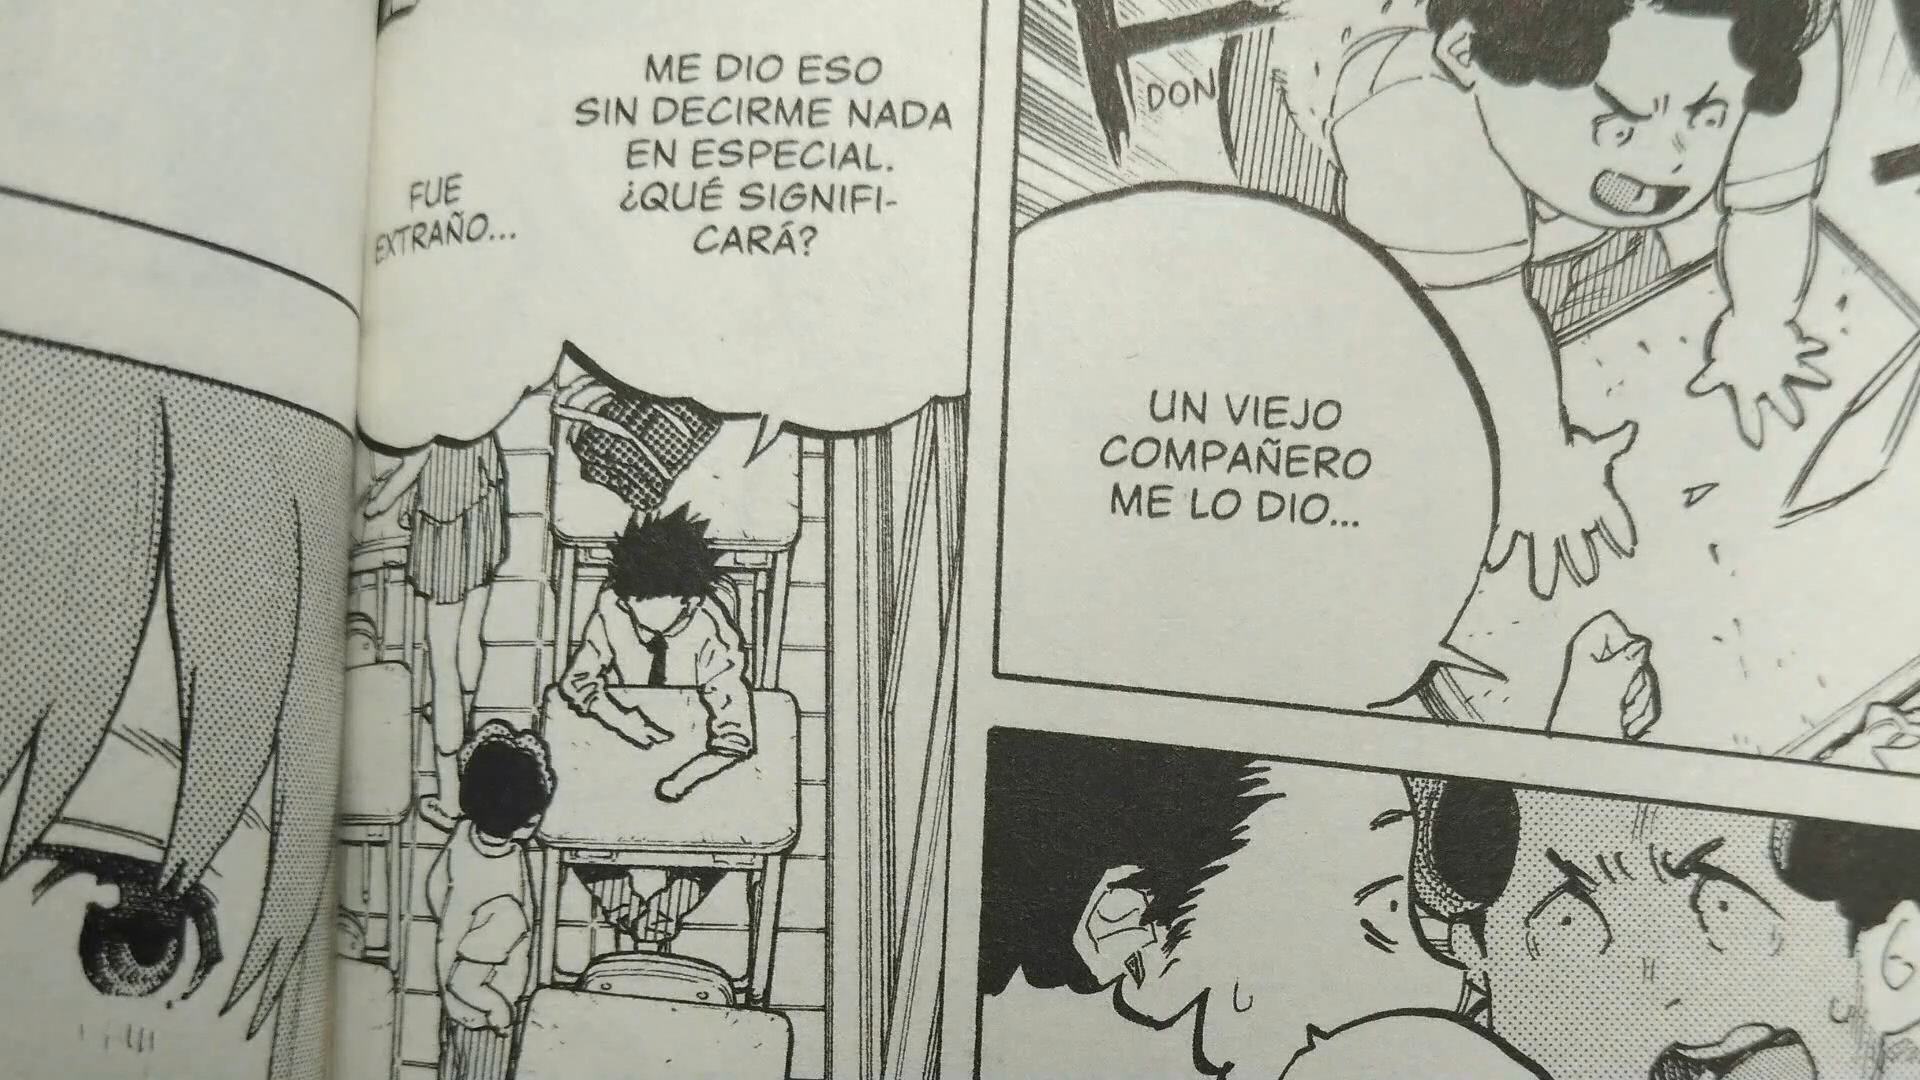 DON
UN VIEJO
COMPAÑERO
ME LO DIO...
ME DIO ESO
SIN DECIRME NADA
EN ESPECIAL.
¿QUÉ SIGNIFI-
CARÁ?
FUE
EXTRAÑO...